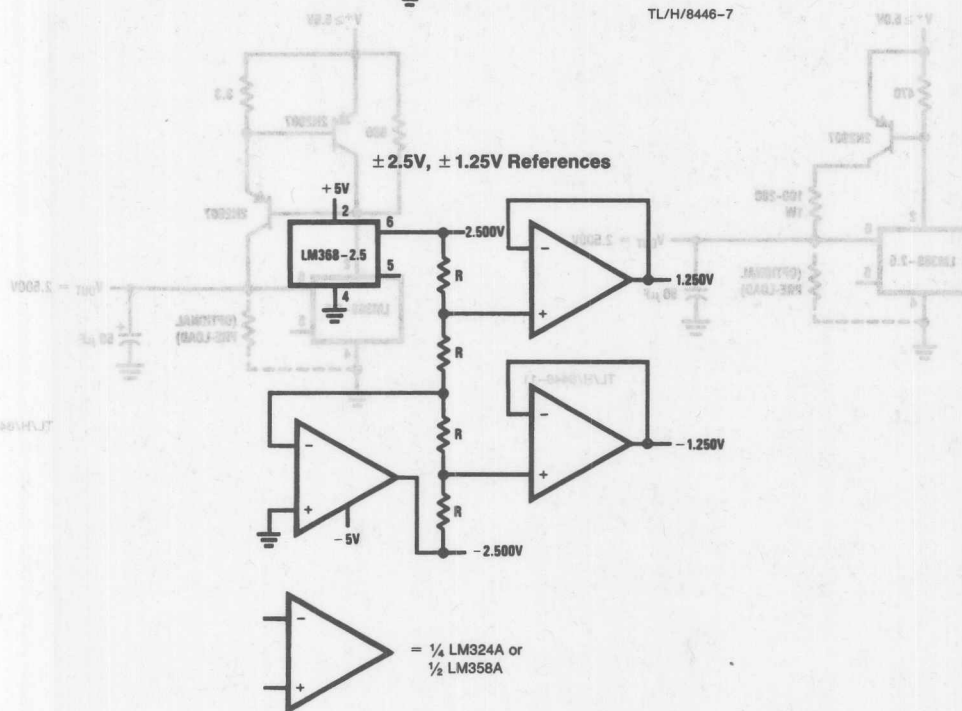 TL/H/8446–7
± 2.5V, ± 1.25V References
+5V
2
6
2.500V
LM368–2.5
5
4
R
–
+
1.250V
R
R
–
+
–1.250V
–
+
–5V
R
–2.500V
–
+
= ¼ LM324A or
½ LM358A